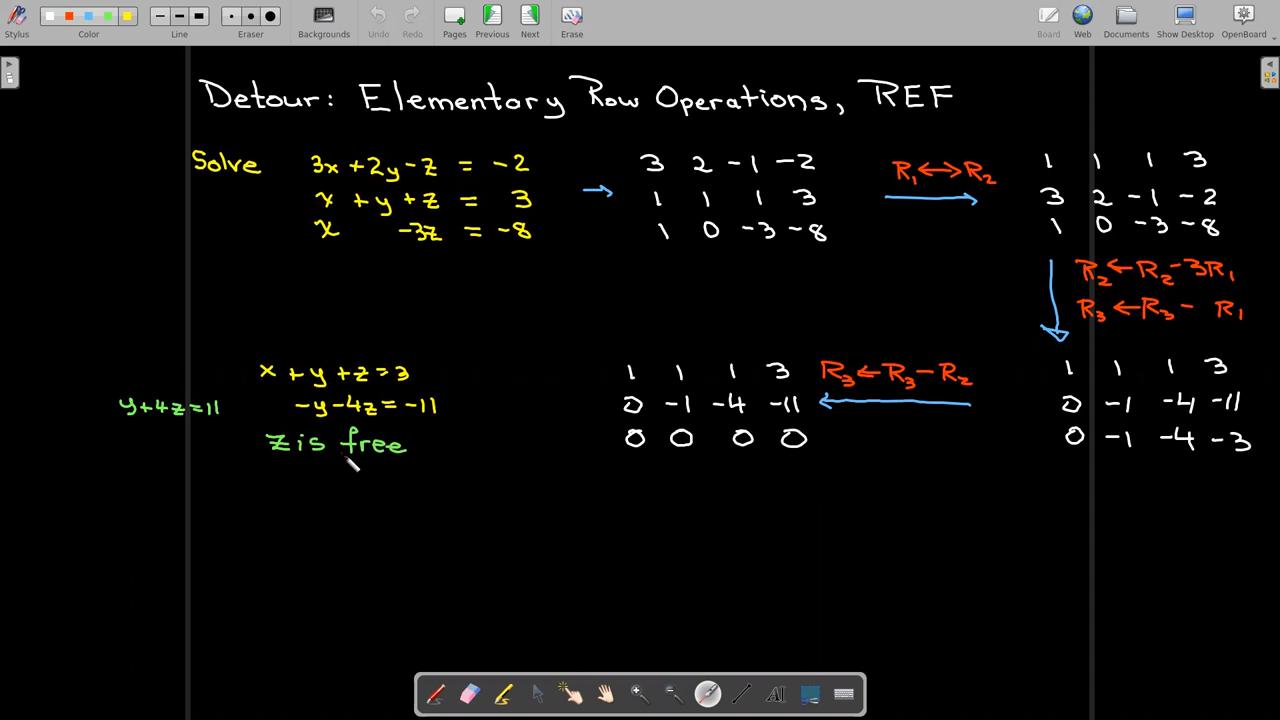 Stylus Color Line Eraser Backgrounds Undo Redo Pages Previous Next Erase Board Web Documents Show Desktop OpenBoard
Detour: Elementary Row Operations, REF
Solve 3x + 2y - z = -2
x + y + z = 3
x -3z = -8
→
3 2 -1 -2
1 1 1 3
1 0 -3 -8
R₁ ↔ R₂
1 1 1 3
3 2 -1 -2
1 0 -3 -8
R₂ ← R₂ - 3R₁
R₃ ← R₃ - R₁
1 1 1 3
0 -1 -4 -11
0 -1 -4 -3
R₃ ← R₃ - R₂
1 1 1 3
0 -1 -4 -11
0 0 0 0
x + y + z = 3
-y - 4z = -11
y + 4z = 11
z is free
AI